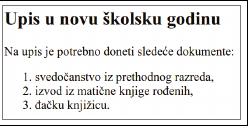 Upis u novu školsku godinu
Na upis je potrebno doneti sledeće dokumente:
1. svedočanstvo iz prethodnog razreda,
2. izvod iz matične knjige rođenih,
3. đačku knjižicu.